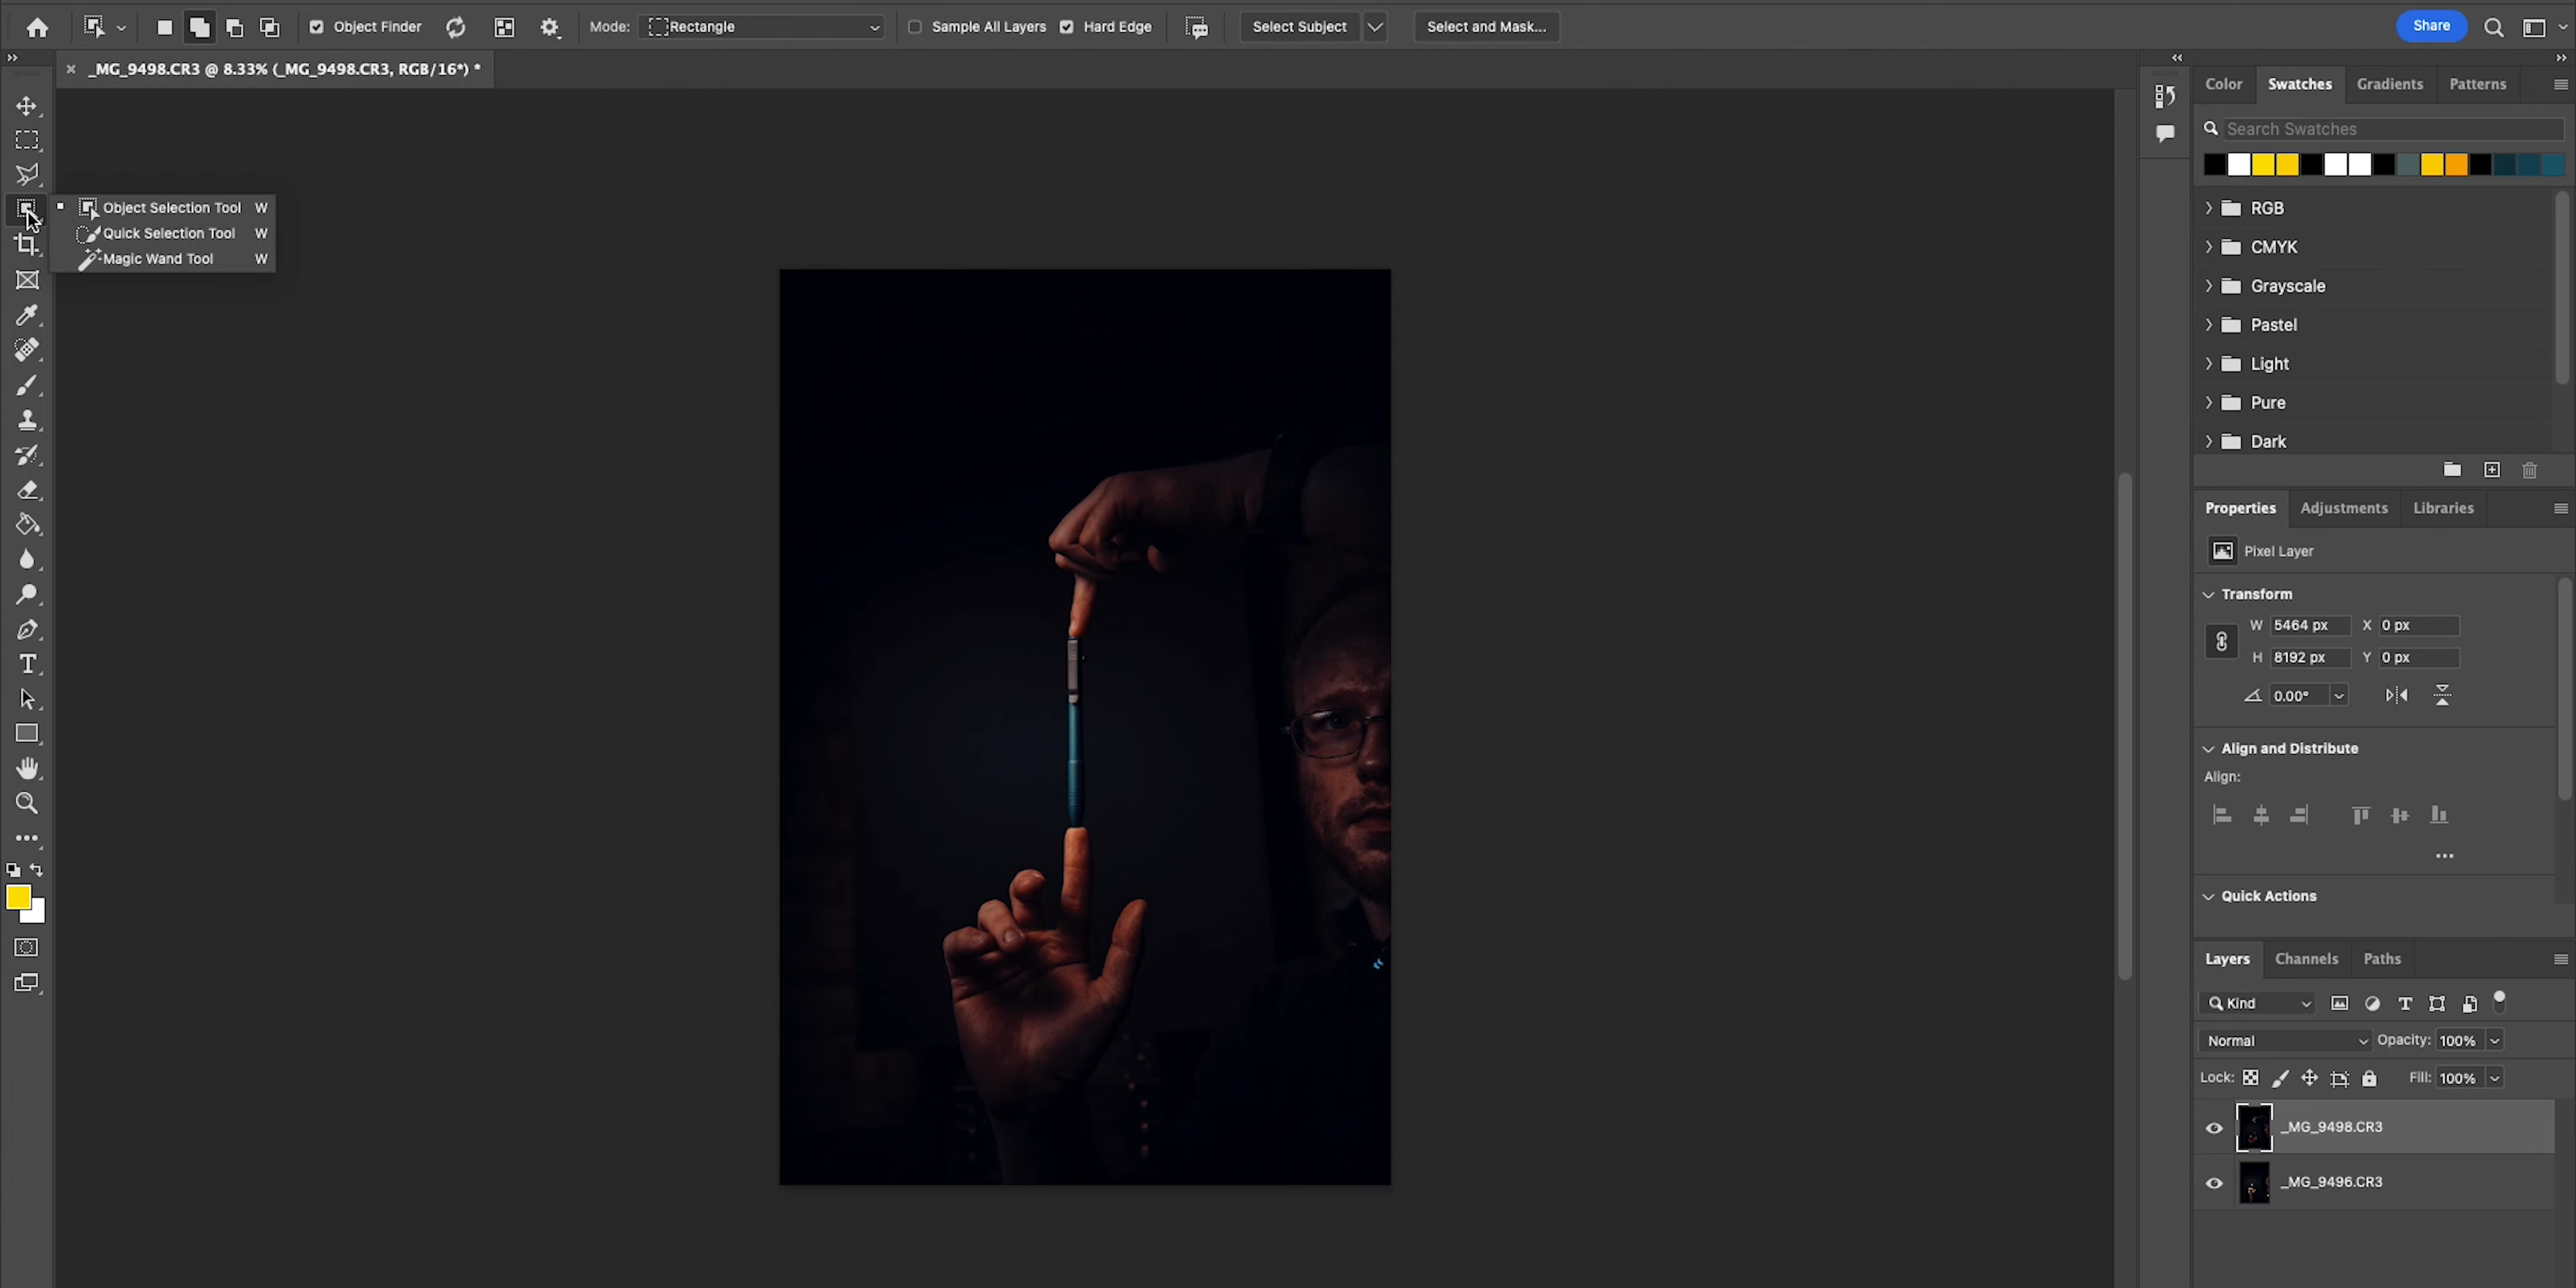 Object Finder Mode: Rectangle Sample All Layers Hard Edge Select Subject Select and Mask... Share
_MG_9498.CR3 @ 8.33% (_MG_9498.CR3, RGB/16*) *
Object Selection Tool W
Quick Selection Tool W
Magic Wand Tool W
Color Swatches Gradients Patterns
Search Swatches
RGB
CMYK
Grayscale
Pastel
Light
Pure
Dark
Properties Adjustments Libraries
Pixel Layer
Transform
W 5464 px X 0 px
H 8192 px Y 0 px
0.00°
Align and Distribute
Align:
Quick Actions
Layers Channels Paths
Kind
Normal Opacity: 100%
Lock: Fill: 100%
_MG_9498.CR3
_MG_9496.CR3